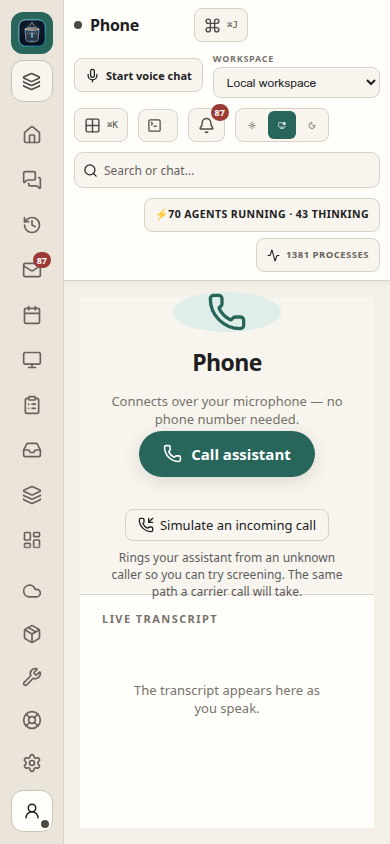 Phone
⌘J
Start voice chat
WORKSPACE
Local workspace
⌘K
87
Search or chat...
⚡70 AGENTS RUNNING · 43 THINKING
1381 PROCESSES
87
Phone
Connects over your microphone — no
phone number needed.
Call assistant
Simulate an incoming call
Rings your assistant from an unknown
caller so you can try screening. The same
path a carrier call will take.
LIVE TRANSCRIPT
The transcript appears here as
you speak.